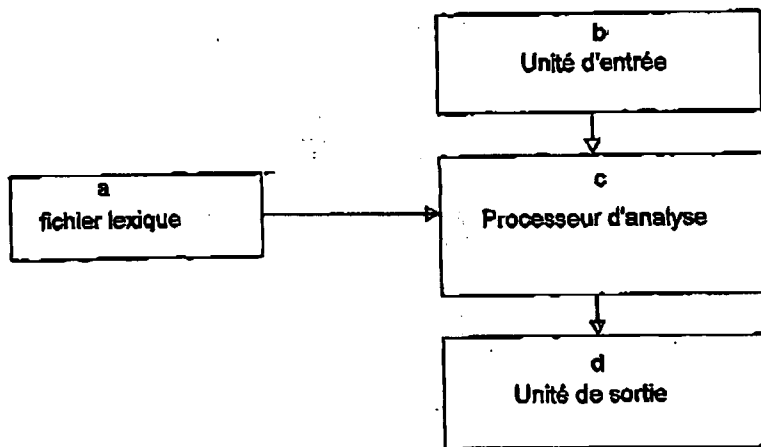 b
Unité d'entrée
a
fichier lexique
c
Processeur d'analyse
d
Unité de sortie